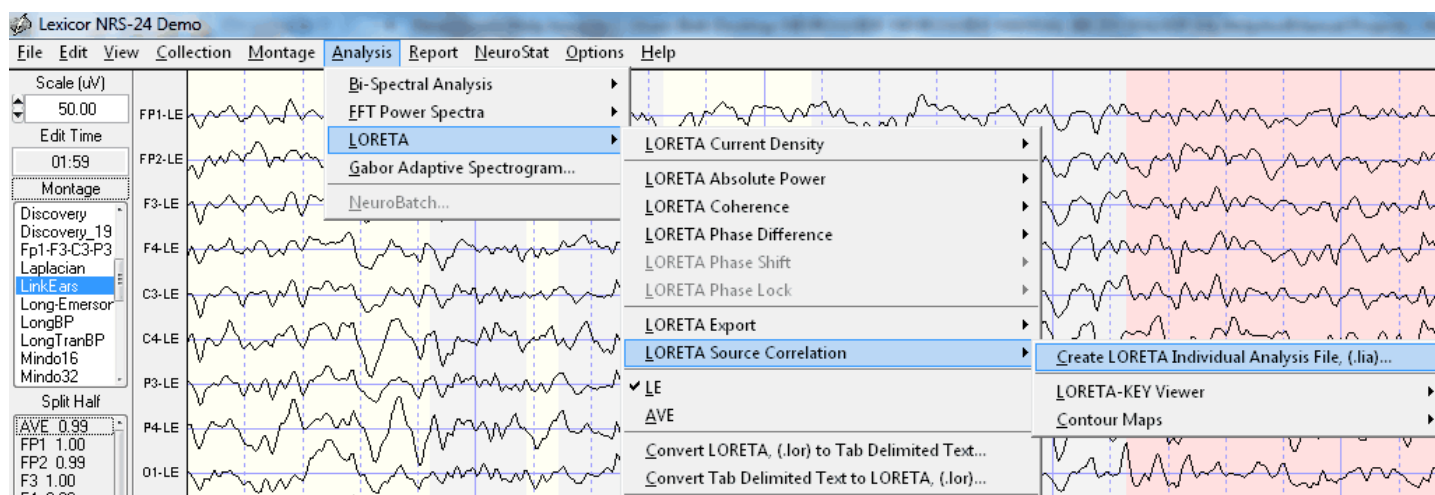 Lexicor NRS-24 Demo
File Edit View Collection Montage Analysis Report NeuroStat Options Help
Scale (uV)
50.00
Edit Time
01:59
Montage
Discovery
Discovery_19
Fp1-F3-C3-P3
Laplacian
LinkEars
Long-Emerson
LongBP
LongTranBP
Mindo16
Mindo32
Split Half
AVE 0.99
FP1 1.00
FP2 0.99
F3 1.00
FP1-LE
FP2-LE
F3-LE
F4-LE
C3-LE
C4-LE
P3-LE
P4-LE
O1-LE
Bi-Spectral Analysis
FFT Power Spectra
LORETA
Gabor Adaptive Spectrogram...
NeuroBatch...
LORETA Current Density
LORETA Absolute Power
LORETA Coherence
LORETA Phase Difference
LORETA Phase Shift
LORETA Phase Lock
LORETA Export
LORETA Source Correlation
LE
AVE
Convert LORETA, (.lor) to Tab Delimited Text...
Convert Tab Delimited Text to LORETA, (.lor)...
Create LORETA Individual Analysis File, (.lia)...
LORETA-KEY Viewer
Contour Maps